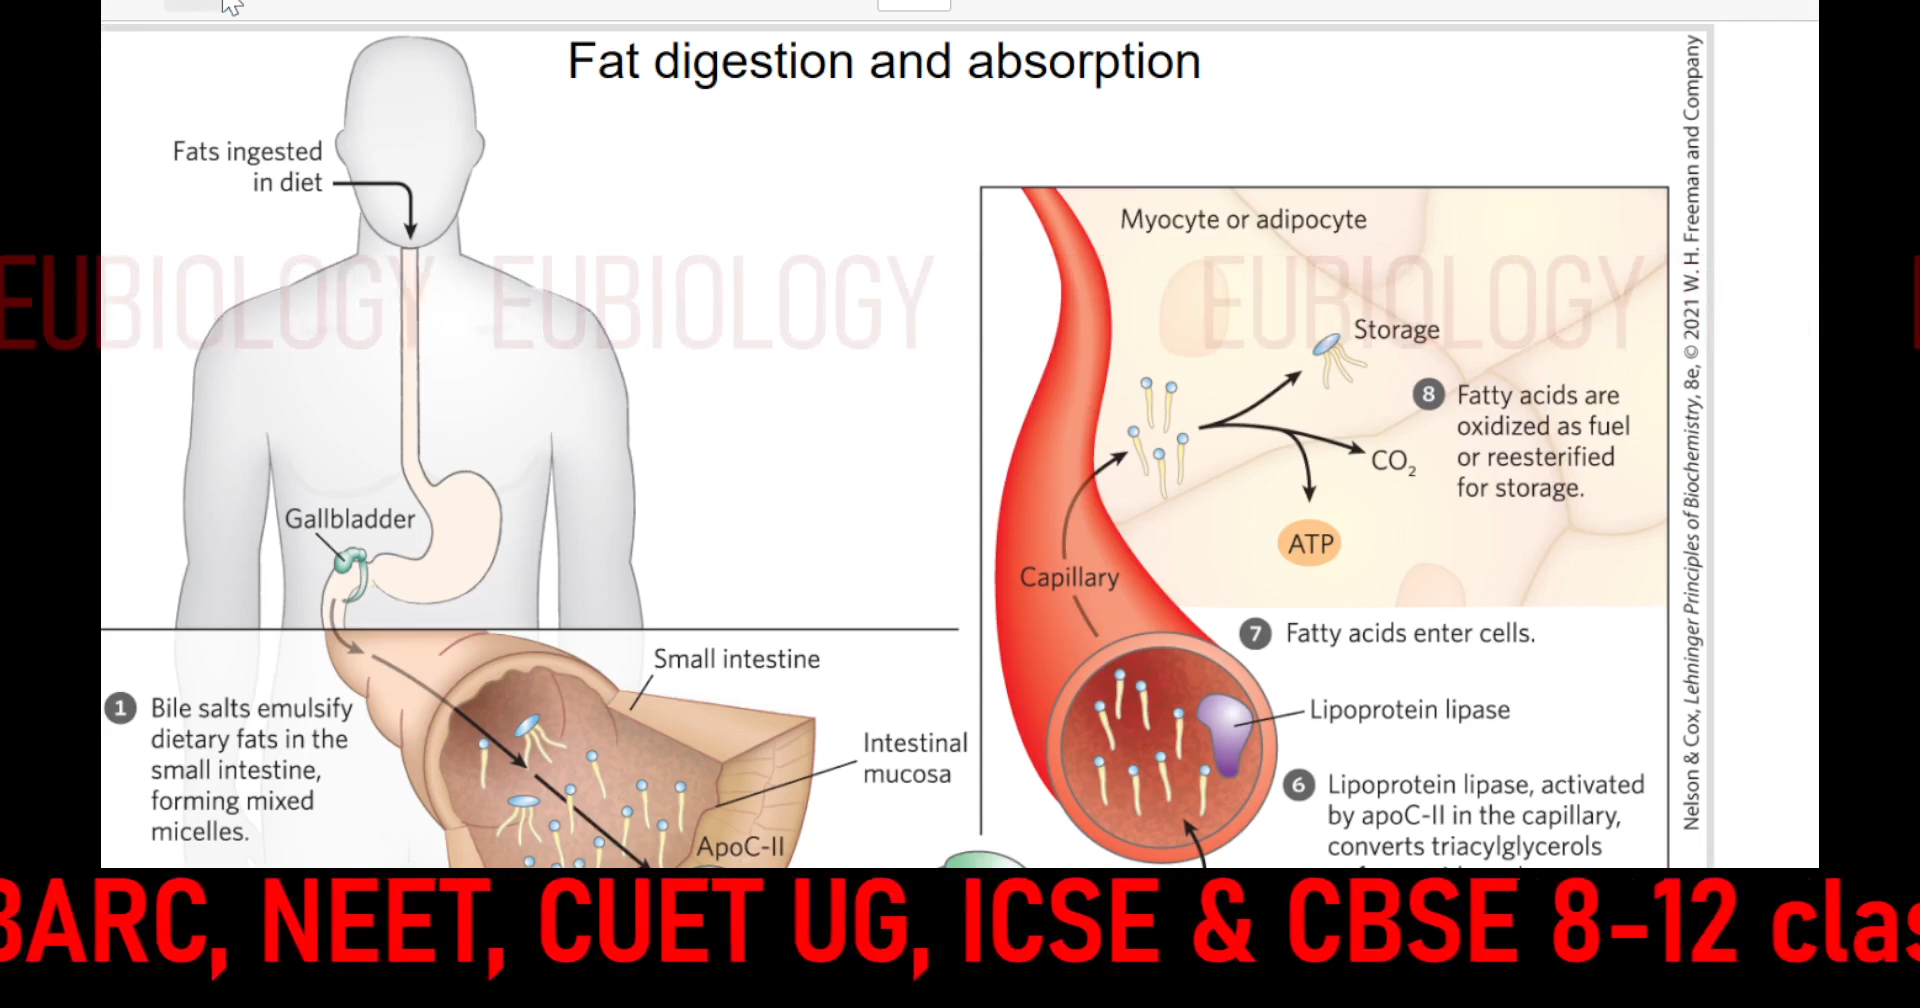 Fat digestion and absorption
Fats ingested
in diet
Gallbladder
1 Bile salts emulsify
dietary fats in the
small intestine,
forming mixed
micelles.
Small intestine
Intestinal
mucosa
ApoC-II
Myocyte or adipocyte
Storage
8 Fatty acids are
oxidized as fuel
or reesterified
for storage.
CO2
ATP
Capillary
7 Fatty acids enter cells.
Lipoprotein lipase
6 Lipoprotein lipase, activated
by apoC-II in the capillary,
converts triacylglycerols
Nelson & Cox, Lehninger Principles of Biochemistry, 8e, © 2021 W. H. Freeman and Company
EUBIOLOGY EUBIOLOGY EUBIOLOGY
BARC, NEET, CUET UG, ICSE & CBSE 8-12 clas